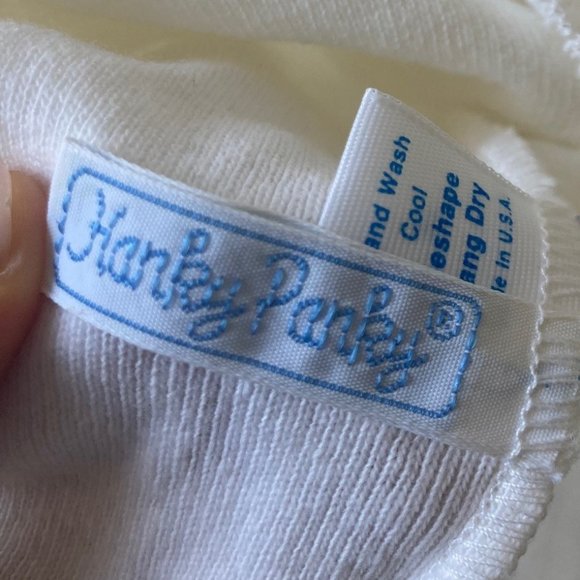 Hanky Panky®
and Wash
Cool
eshape
ang Dry
e in U.S.A.